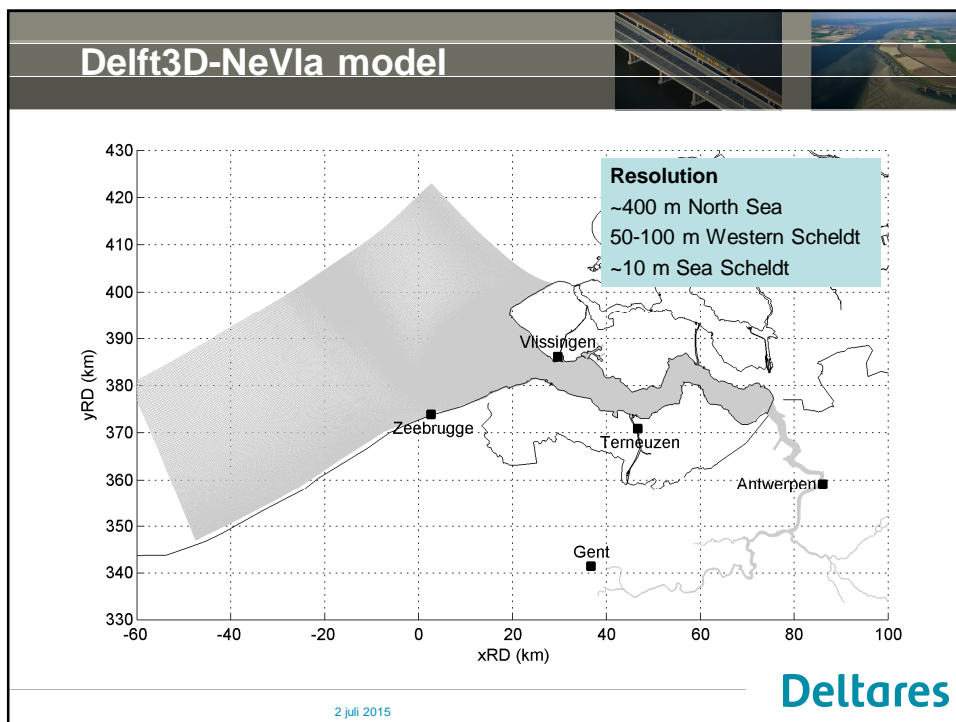 Delft3D-NeVla model
430
420
410
400
390
380
370
360
350
340
330
yRD (km)
-60
-40
-20
0
20
40
60
80
100
xRD (km)
Resolution
~400 m North Sea
50-100 m Western Scheldt
~10 m Sea Scheldt
Vlissingen
Zeebrugge
Terneuzen
Antwerpen
Gent
2 juli 2015
Deltares